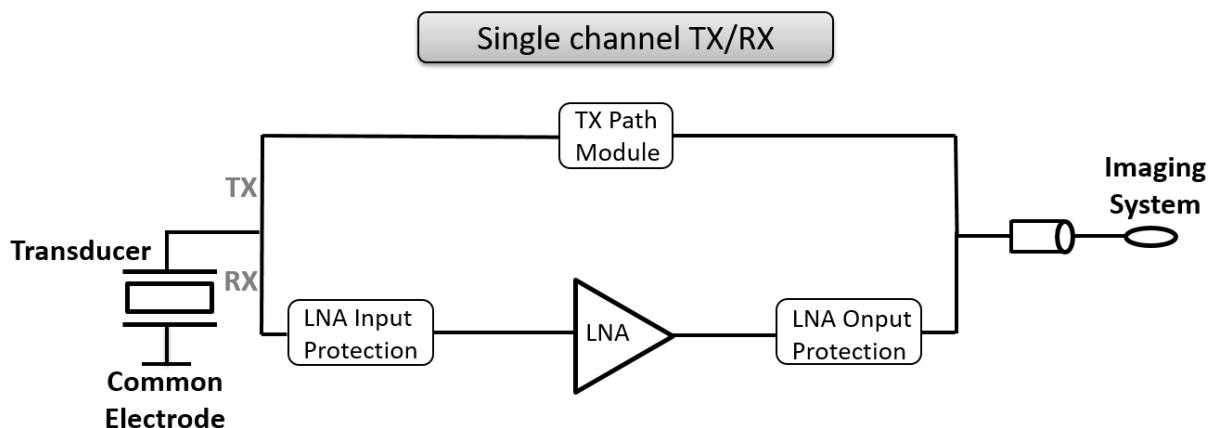 Single channel TX/RX
TX Path
Module
Imaging
System
TX
Transducer
RX
LNA Input
Protection
LNA
LNA Onput
Protection
Common
Electrode